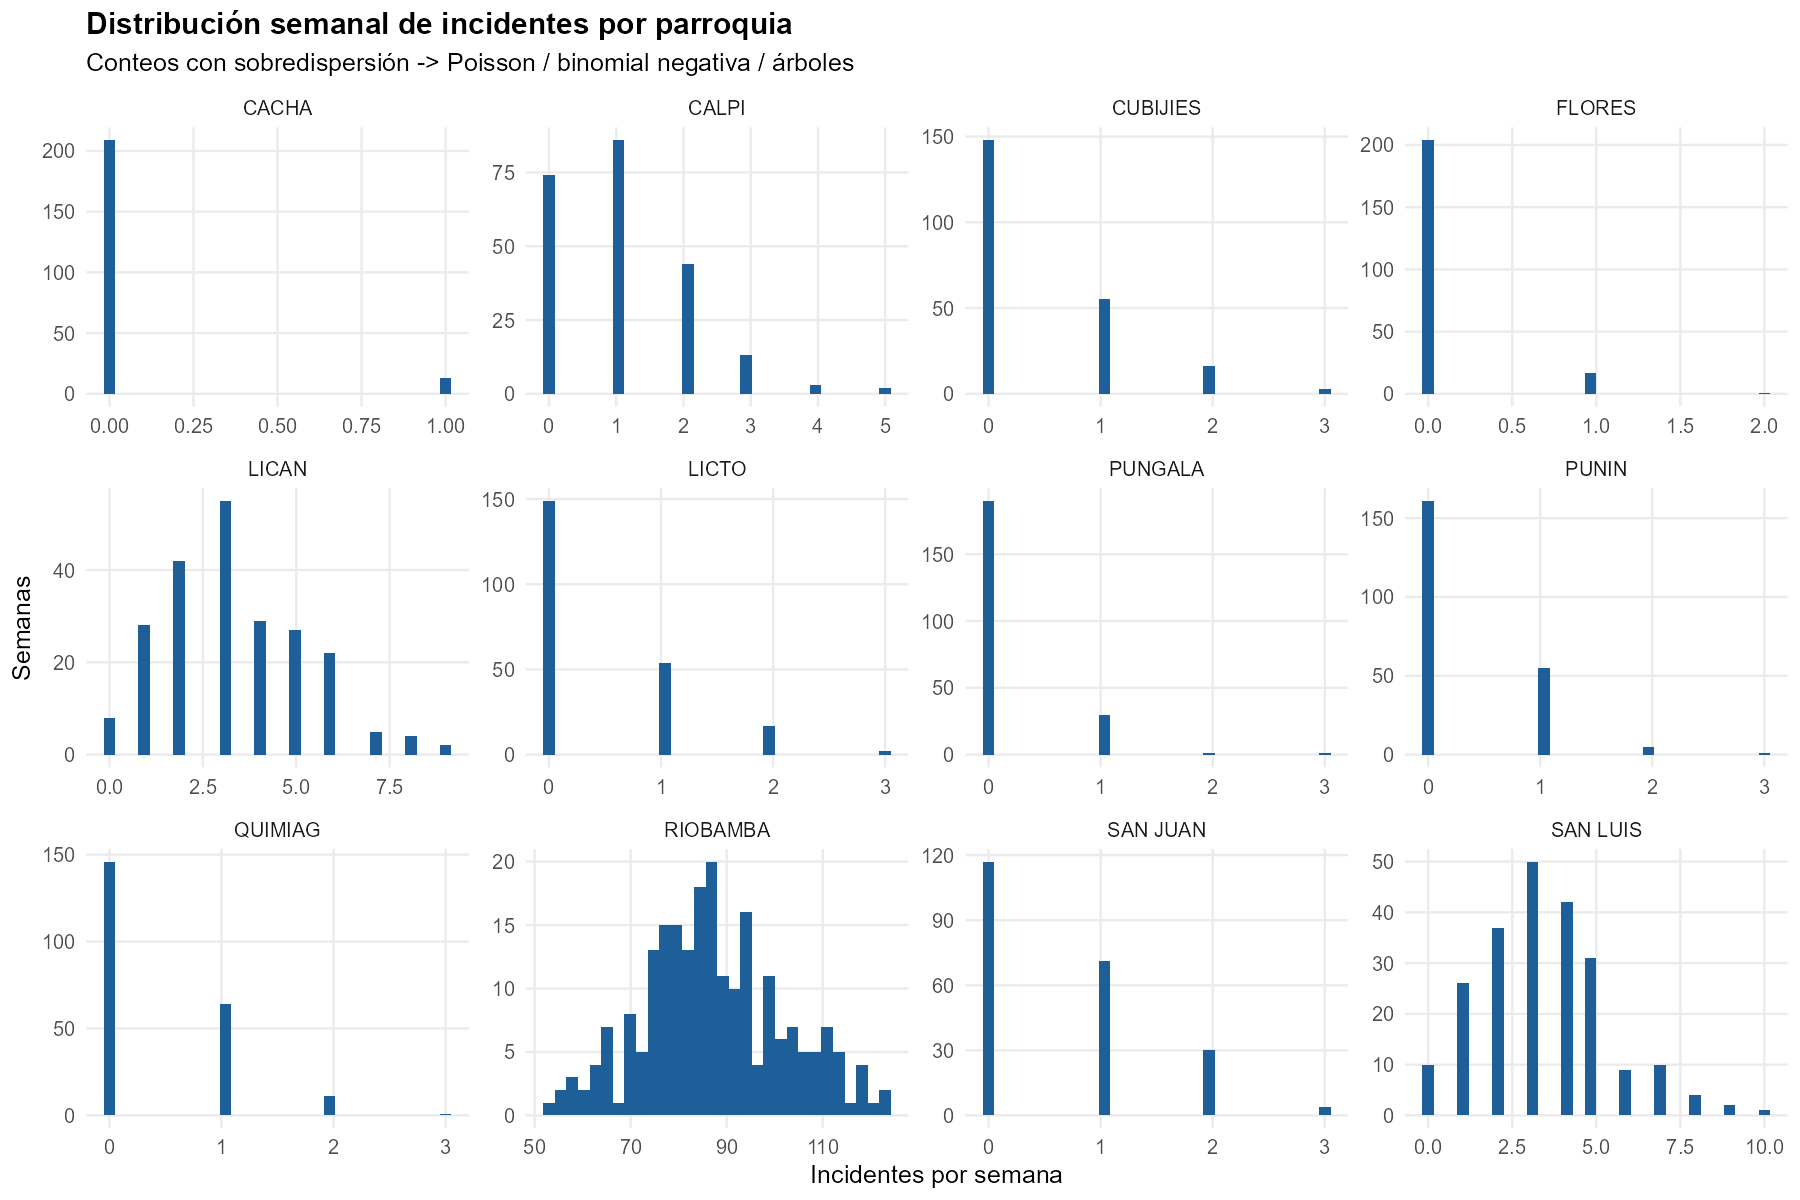 Distribución semanal de incidentes por parroquia
Conteos con sobredispersión -> Poisson / binomial negativa / árboles
CACHA
CALPI
CUBIJIES
FLORES
200
150
100
50
0
0.00 0.25 0.50 0.75 1.00
75
50
25
0
0 1 2 3 4 5
150
100
50
0
0 1 2 3
200
150
100
50
0
0.0 0.5 1.0 1.5 2.0
LICAN
LICTO
PUNGALA
PUNIN
Semanas
40
20
0
0.0 2.5 5.0 7.5
150
100
50
0
0 1 2 3
150
100
50
0
0 1 2 3
150
100
50
0
0 1 2 3
QUIMIAG
RIOBAMBA
SAN JUAN
SAN LUIS
150
100
50
0
0 1 2 3
20
15
10
5
0
50 70 90 110
120
90
60
30
0
0 1 2 3
50
40
30
20
10
0
0.0 2.5 5.0 7.5 10.0
Incidentes por semana